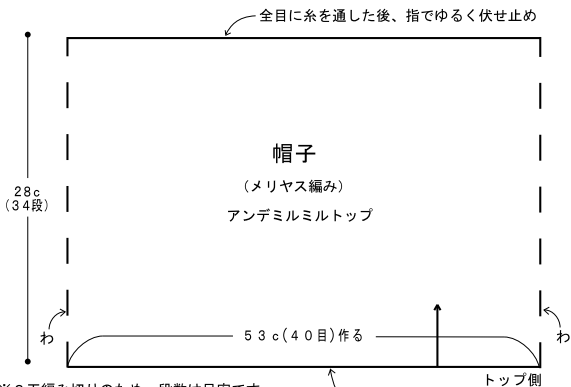 全目に糸を通した後、指でゆるく伏せ止め
帽子
（メリヤス編み）
アンデミルミルトップ
28c
（34段）
わ
わ
53c(40目)作る
トップ側